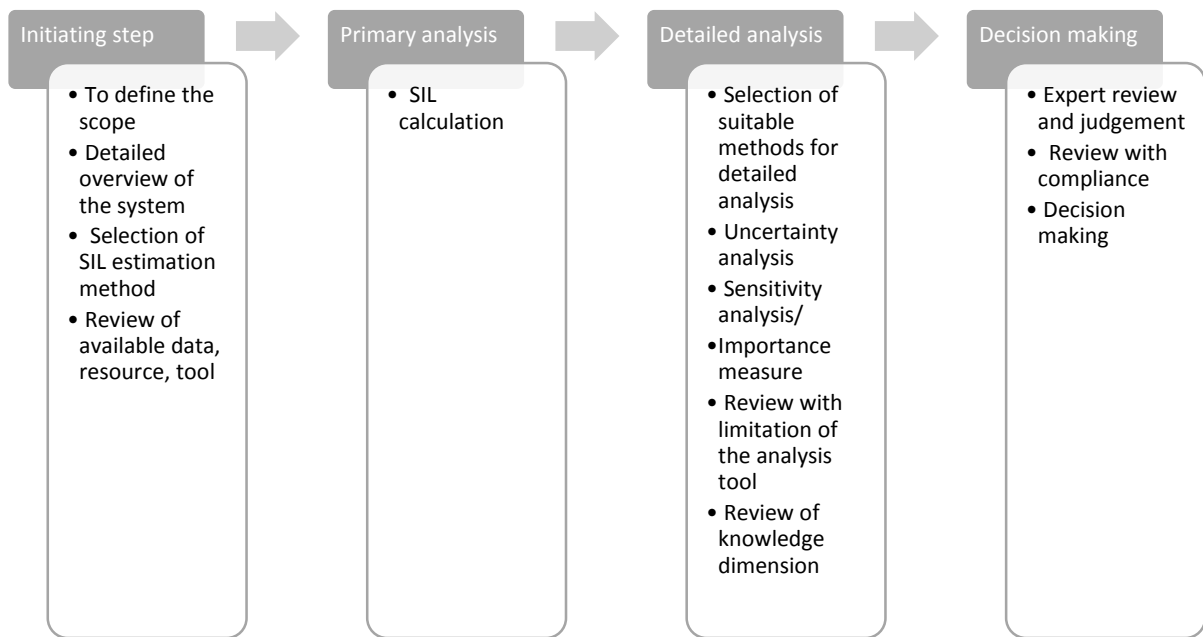 Initiating step
• To define the
scope
• Detailed
overview of
the system
• Selection of
SIL estimation
method
• Review of
available data,
resource, tool
Primary analysis
• SIL
calculation
Detailed analysis
• Selection of
suitable
methods for
detailed
analysis
• Uncertainty
analysis
• Sensitivity
analysis/
•Importance
measure
• Review with
limitation of
the analysis
tool
• Review of
knowledge
dimension
Decision making
• Expert review
and judgement
• Review with
compliance
• Decision
making